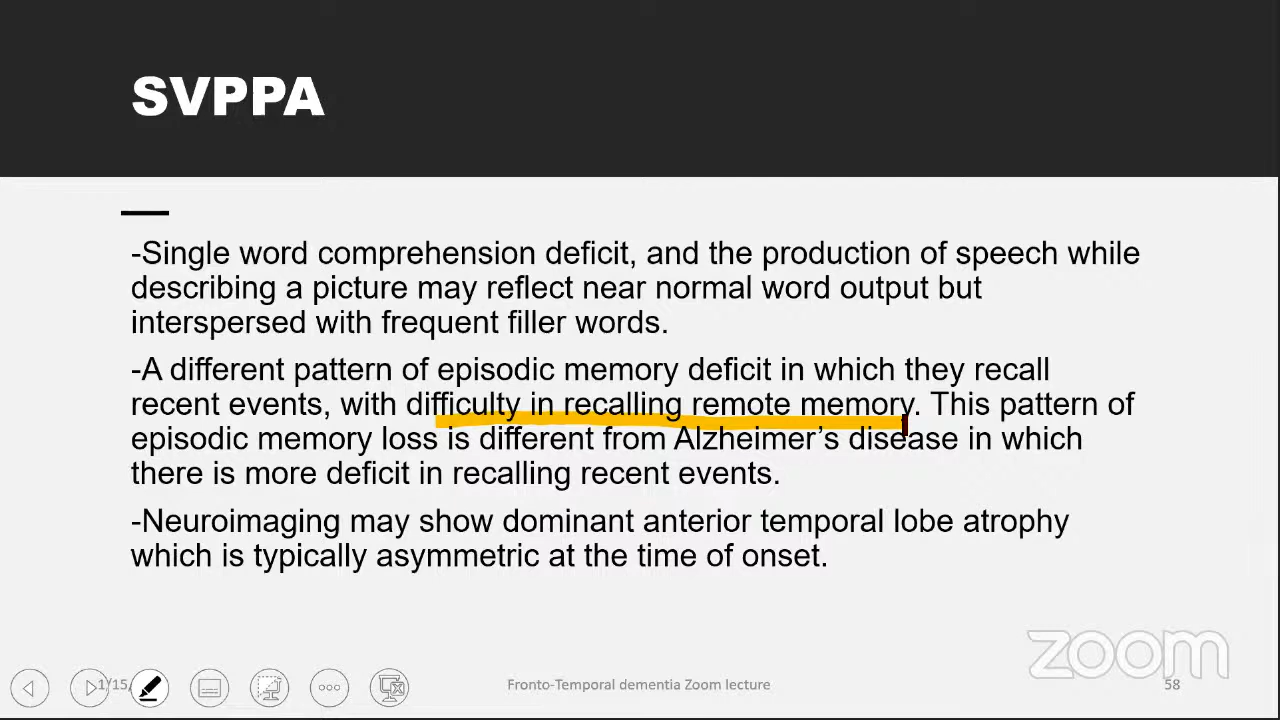 SVPPA
-Single word comprehension deficit, and the production of speech while
describing a picture may reflect near normal word output but
interspersed with frequent filler words.
-A different pattern of episodic memory deficit in which they recall
recent events, with difficulty in recalling remote memory. This pattern of
episodic memory loss is different from Alzheimer’s disease in which
there is more deficit in recalling recent events.
-Neuroimaging may show dominant anterior temporal lobe atrophy
which is typically asymmetric at the time of onset.
zoom
1/15/
Fronto-Temporal dementia Zoom lecture
58